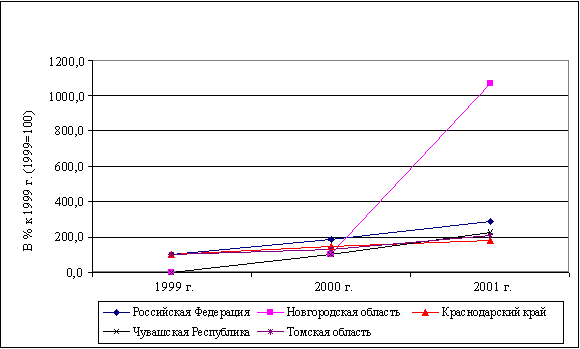 1200,0
1000,0
800,0
600,0
400,0
200,0
0,0
В % к 1999 г. (1999=100)
1999 г. 2000 г. 2001 г.
Российская Федерация Новгородская область Краснодарский край
Чувашская Республика Томская область